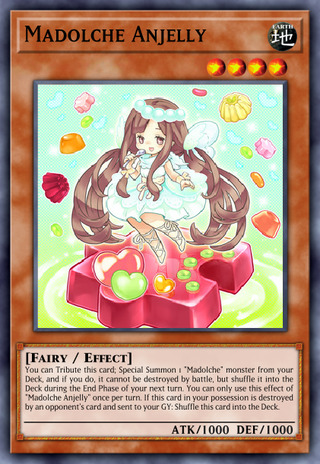 Madolche Anjelly
EARTH
地
[Fairy / Effect]
You can Tribute this card; Special Summon 1 "Madolche" monster from your
Deck, and if you do, it cannot be destroyed by battle, but shuffle it into the
Deck during the End Phase of your next turn. You can only use this effect of
"Madolche Anjelly" once per turn. If this card in your possession is destroyed
by an opponent's card and sent to your GY: Shuffle this card into the Deck.
ATK/1000 DEF/1000